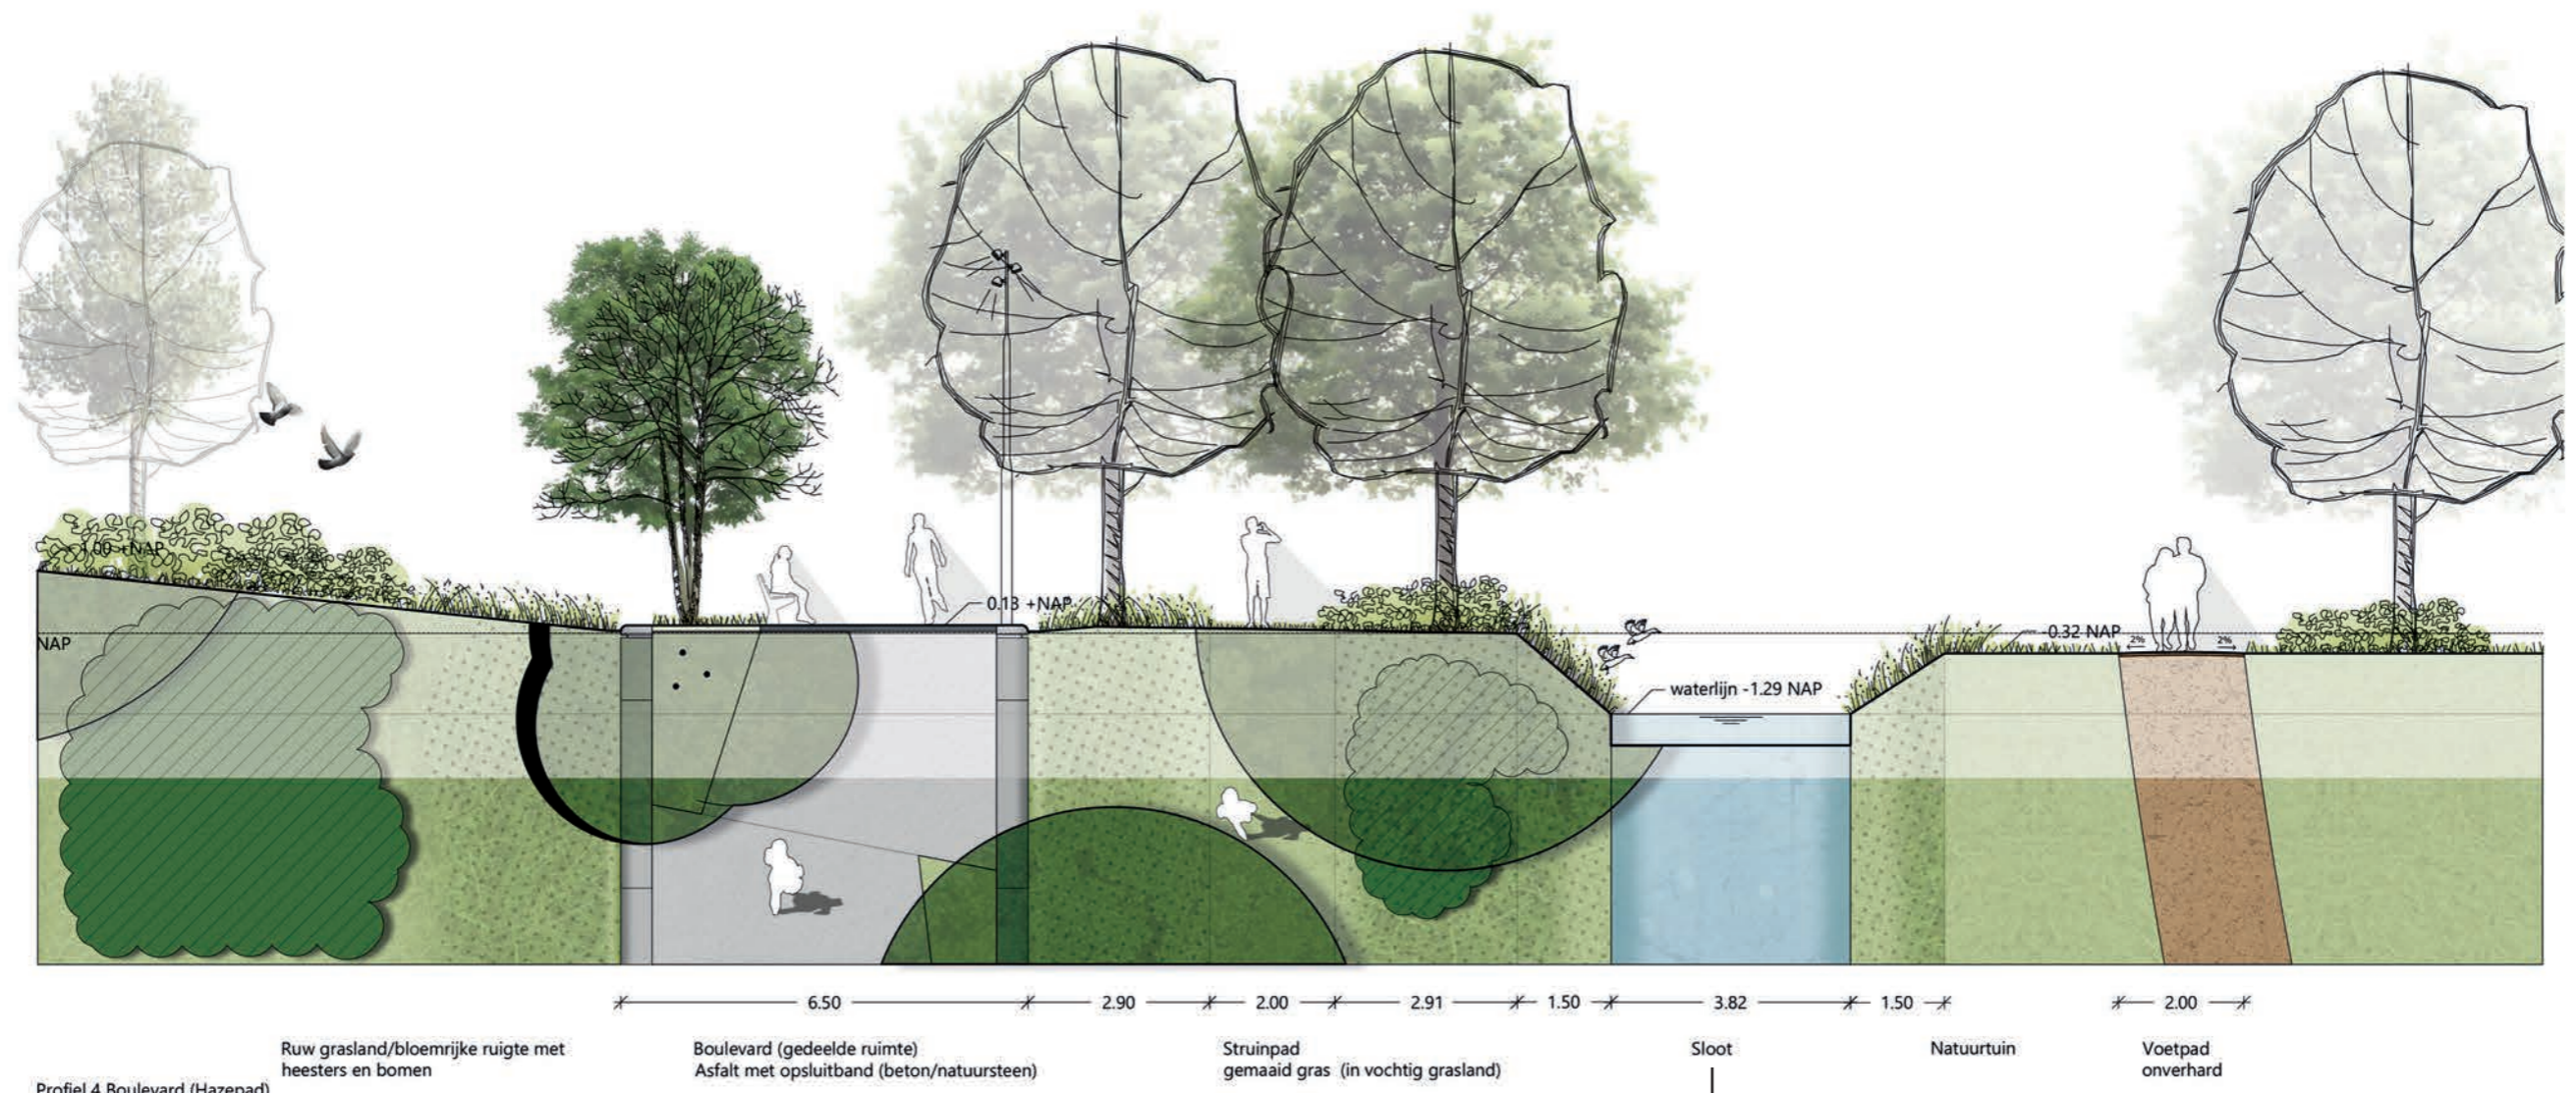 1.00 +NAP
0.13 +NAP
NAP
-0.32 NAP
2% 2%
waterlijn -1.29 NAP
6.50 2.90 2.00 2.91 1.50 3.82 1.50 2.00
Ruw grasland/bloemrijke ruigte met
heesters en bomen
Boulevard (gedeelde ruimte)
Asfalt met opsluitband (beton/natuursteen)
Struinpad
gemaaid gras (in vochtig grasland)
Sloot
Natuurtuin
Voetpad
onverhard
Profiel 4 Boulevard (Hazepad)